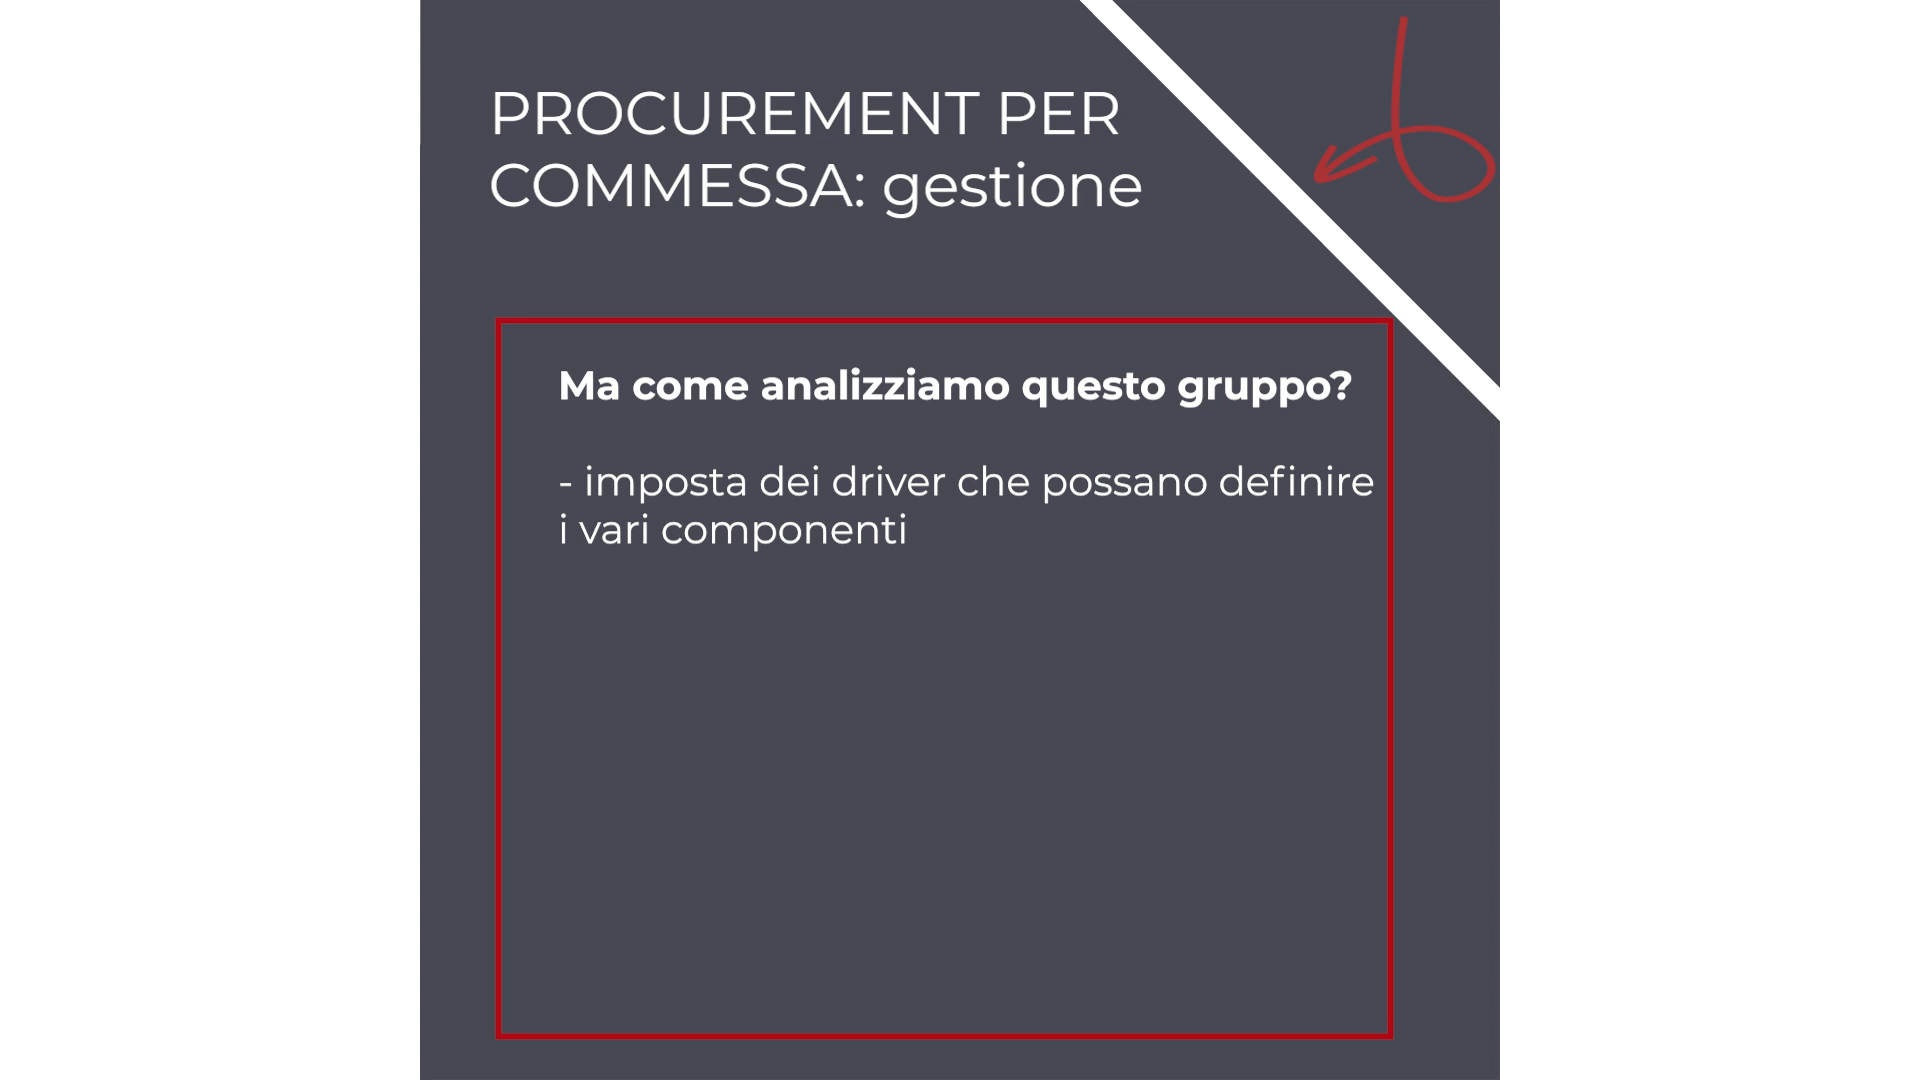 PROCUREMENT PER
COMMESSA: gestione
Ma come analizziamo questo gruppo?
- imposta dei driver che possano definire
i vari componenti